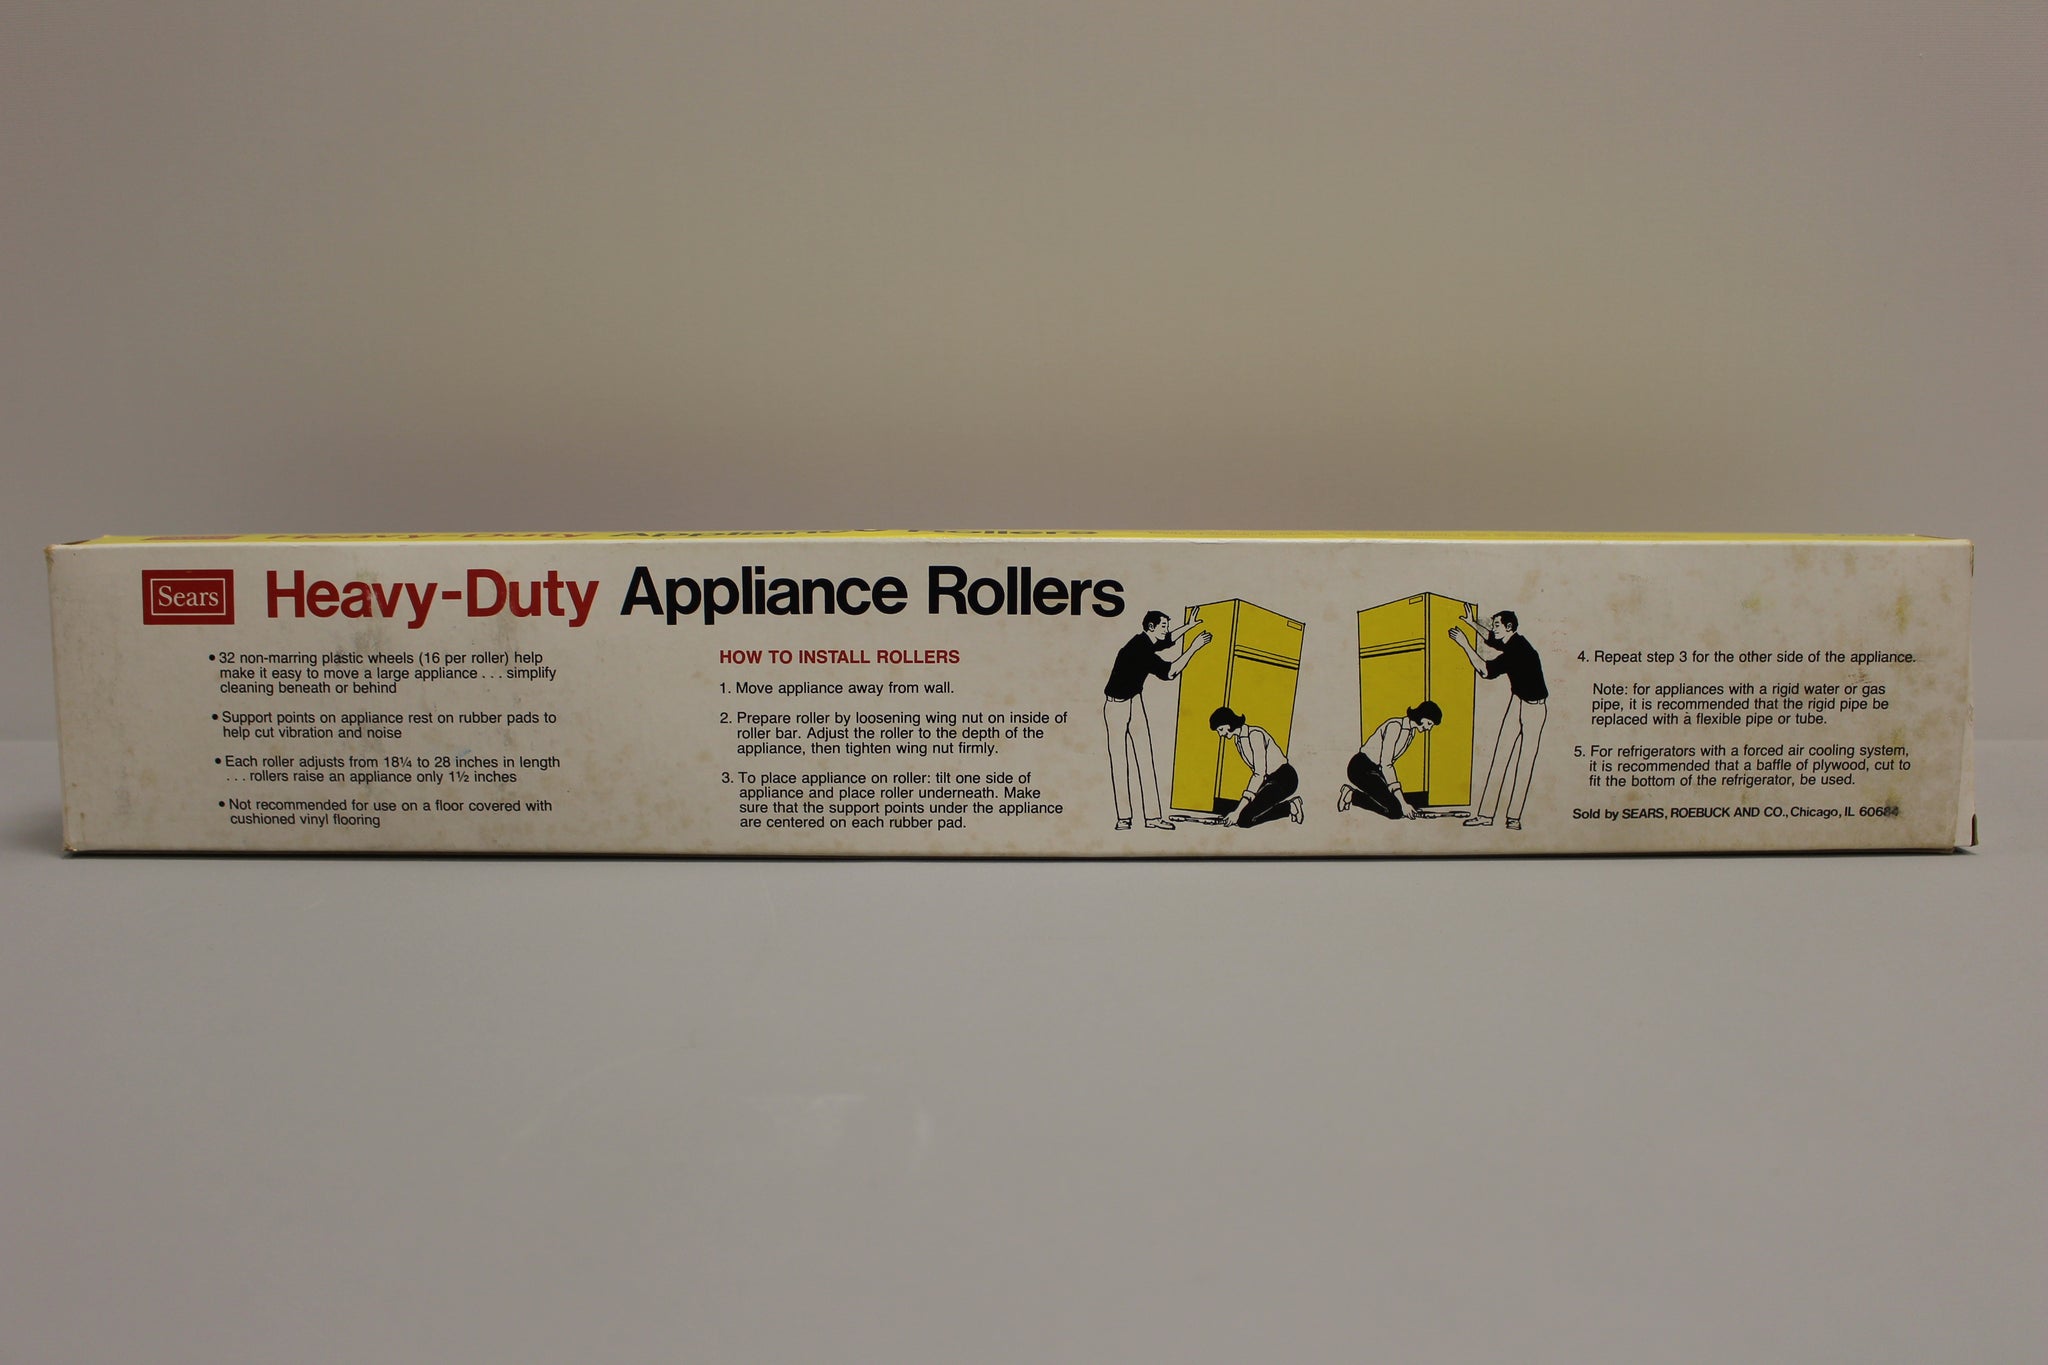 Heavy-Duty Appliance Rollers
Sears
Heavy-Duty Appliance Rollers
• 32 non-marring plastic wheels (16 per roller) help
make it easy to move a large appliance . . . simplify
cleaning beneath or behind
• Support points on appliance rest on rubber pads to
help cut vibration and noise
• Each roller adjusts from 18¼ to 28 inches in length
. . . rollers raise an appliance only 1½ inches
• Not recommended for use on a floor covered with
cushioned vinyl flooring
HOW TO INSTALL ROLLERS
1. Move appliance away from wall.
2. Prepare roller by loosening wing nut on inside of
roller bar. Adjust the roller to the depth of the
appliance, then tighten wing nut firmly.
3. To place appliance on roller: tilt one side of
appliance and place roller underneath. Make
sure that the support points under the appliance
are centered on each rubber pad.
4. Repeat step 3 for the other side of the appliance.
Note: for appliances with a rigid water or gas
pipe, it is recommended that the rigid pipe be
replaced with a flexible pipe or tube.
5. For refrigerators with a forced air cooling system,
it is recommended that a baffle of plywood, cut to
fit the bottom of the refrigerator, be used.
Sold by SEARS, ROEBUCK AND CO., Chicago, IL 60684